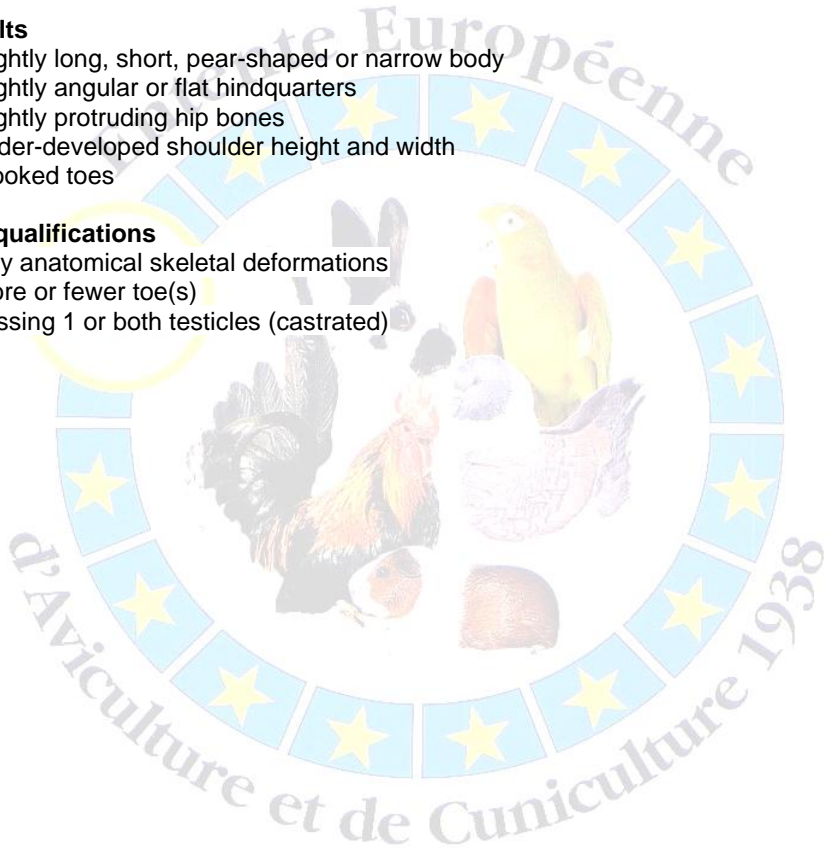 lts
ghtly long, short, pear-shaped or narrow body
ghtly angular or flat hindquarters
ghtly protruding hip bones
der-developed shoulder height and width
ooked toes
qualifications
y anatomical skeletal deformations
ore or fewer toe(s)
ssing 1 or both testicles (castrated)
Entente Européenne
d'Aviculture et de Cuniculture 1938